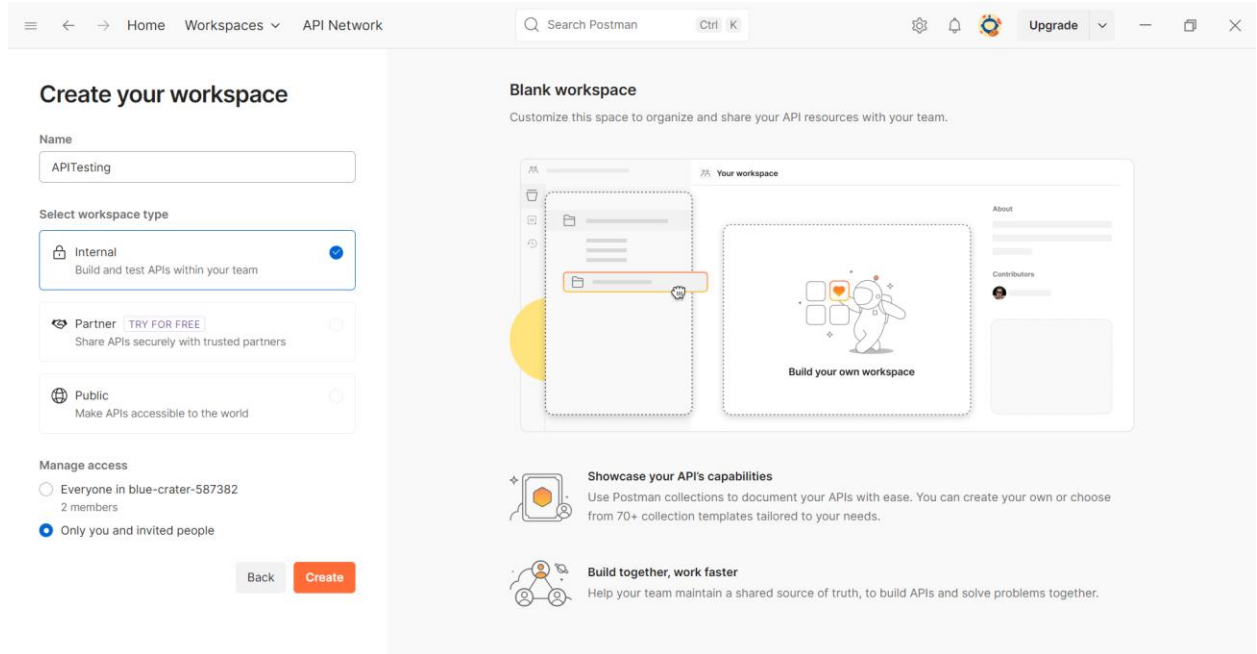 Home Workspaces API Network Search Postman Ctrl K Upgrade
Create your workspace
Name
APITesting
Select workspace type
Internal
Build and test APIs within your team
Partner TRY FOR FREE
Share APIs securely with trusted partners
Public
Make APIs accessible to the world
Manage access
Everyone in blue-crater-587382
2 members
Only you and invited people
Back Create
Blank workspace
Customize this space to organize and share your API resources with your team.
Your workspace
About
Contributors
Build your own workspace
Showcase your API's capabilities
Use Postman collections to document your APIs with ease. You can create your own or choose
from 70+ collection templates tailored to your needs.
Build together, work faster
Help your team maintain a shared source of truth, to build APIs and solve problems together.